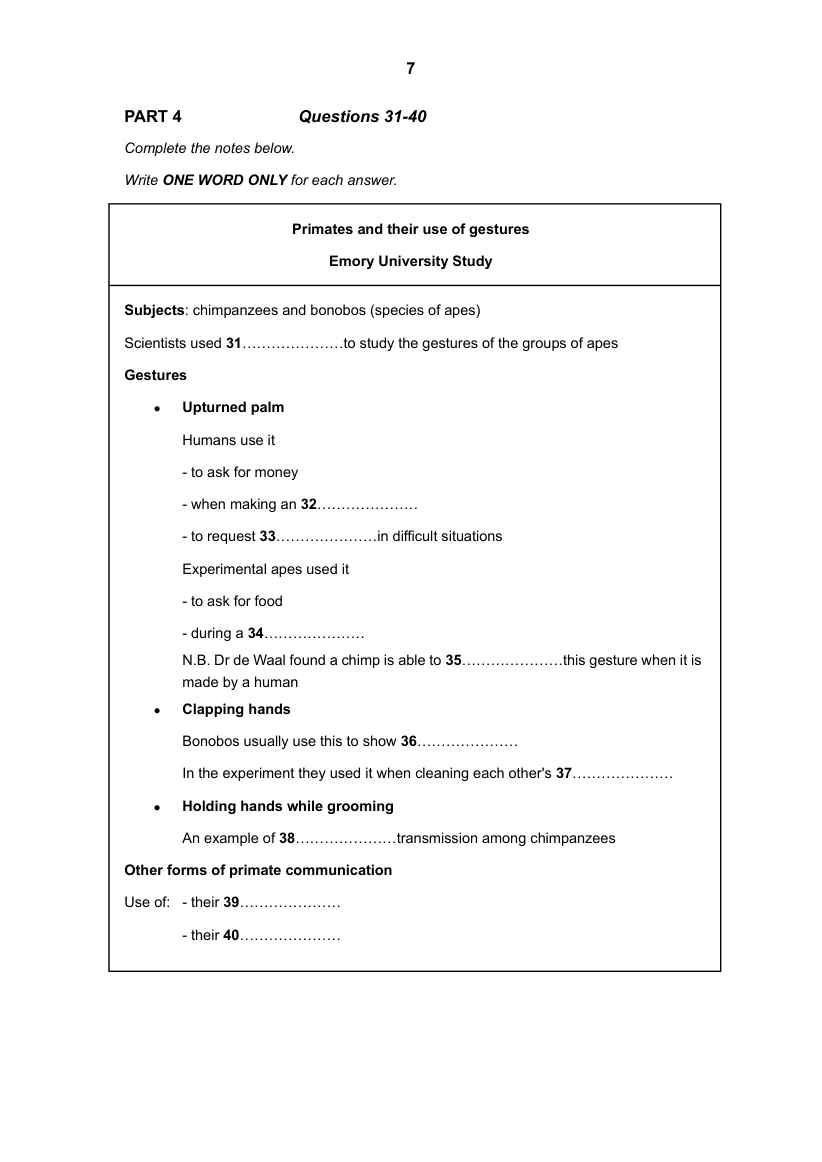 7
PART 4 Questions 31-40
Complete the notes below.
Write ONE WORD ONLY for each answer.
Primates and their use of gestures
Emory University Study
Subjects: chimpanzees and bonobos (species of apes)
Scientists used 31…………………to study the gestures of the groups of apes
Gestures
• Upturned palm
Humans use it
- to ask for money
- when making an 32…………………
- to request 33…………………in difficult situations
Experimental apes used it
- to ask for food
- during a 34…………………
N.B. Dr de Waal found a chimp is able to 35…………………this gesture when it is
made by a human
• Clapping hands
Bonobos usually use this to show 36…………………
In the experiment they used it when cleaning each other's 37…………………
• Holding hands while grooming
An example of 38…………………transmission among chimpanzees
Other forms of primate communication
Use of: - their 39…………………
- their 40…………………